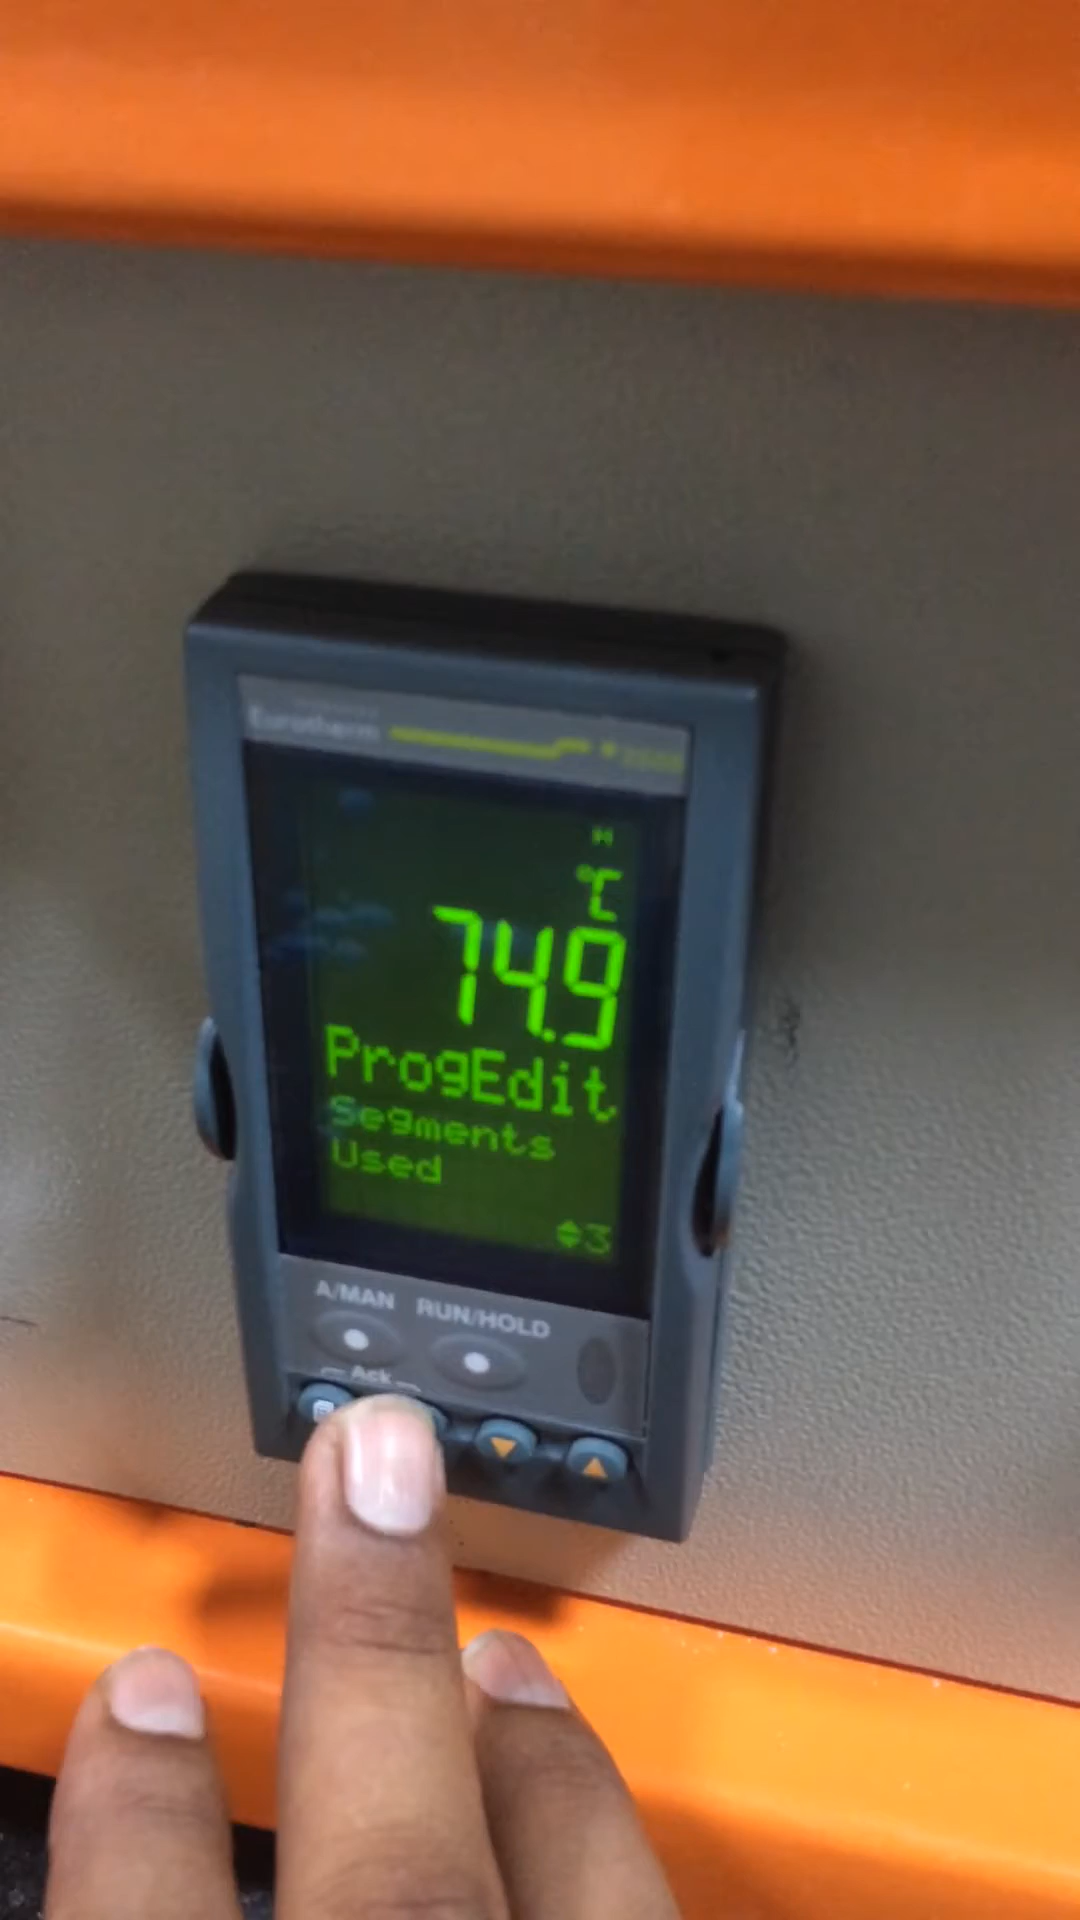 Eurotherm
H
°C
74.9
ProgEdit
Segments
Used
3
A/MAN RUN/HOLD
Ack